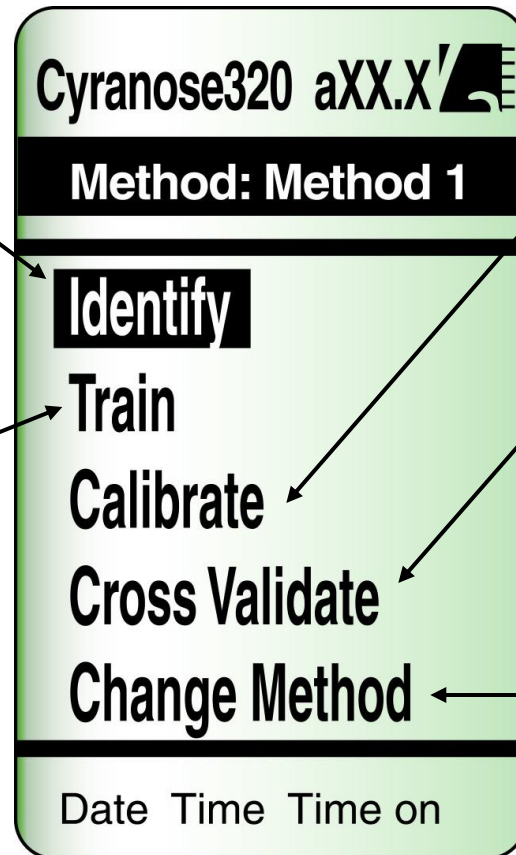 Cyranose320 aXX.X
Method: Method 1
Identify
Train
Calibrate
Cross Validate
Change Method
Date Time Time on